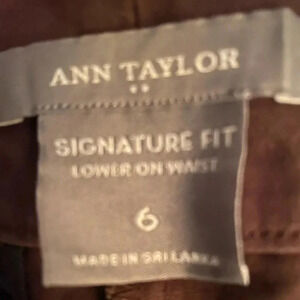 ANN TAYLOR
SIGNATURE FIT
LOWER ON WAIST
6
MADE IN SRI LANKA